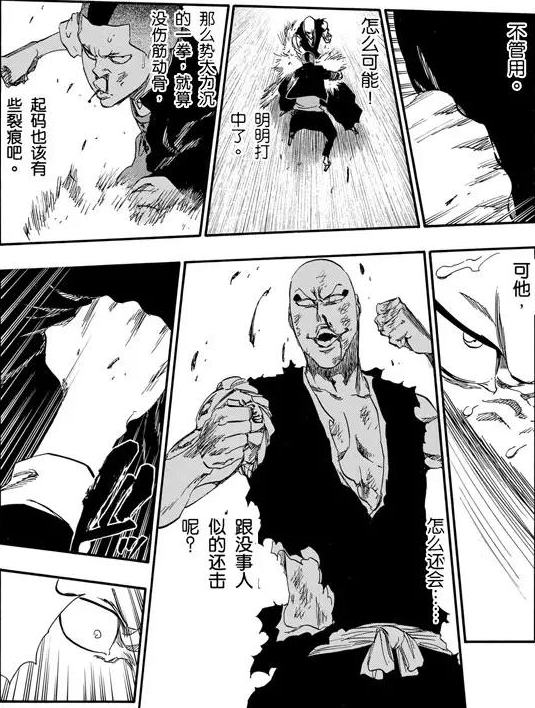 不管用。
怎么可能！
明明打
中了。
那么势大力沉
的一拳，就算
没伤筋动骨，
起码也该有
些裂痕吧。
可他，
怎么还会……
跟没事人
似的还击
呢？